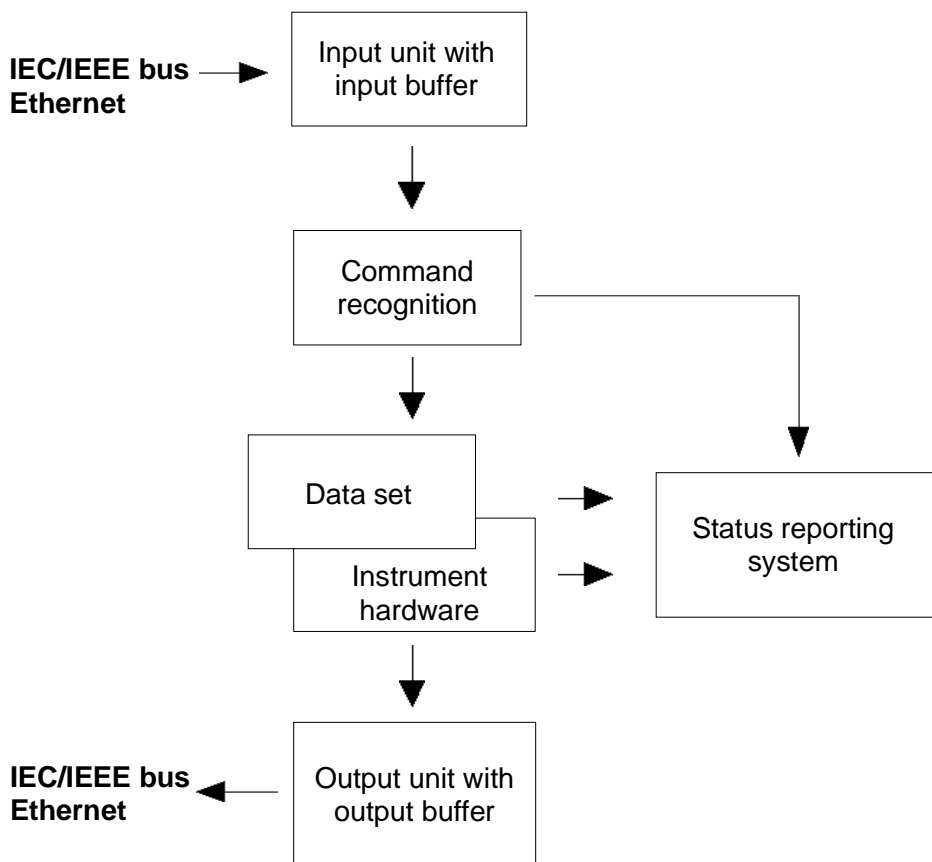 IEC/IEEE bus
Ethernet
Input unit with
input buffer
Command
recognition
Data set
Instrument
hardware
Status reporting
system
IEC/IEEE bus
Ethernet
Output unit with
output buffer